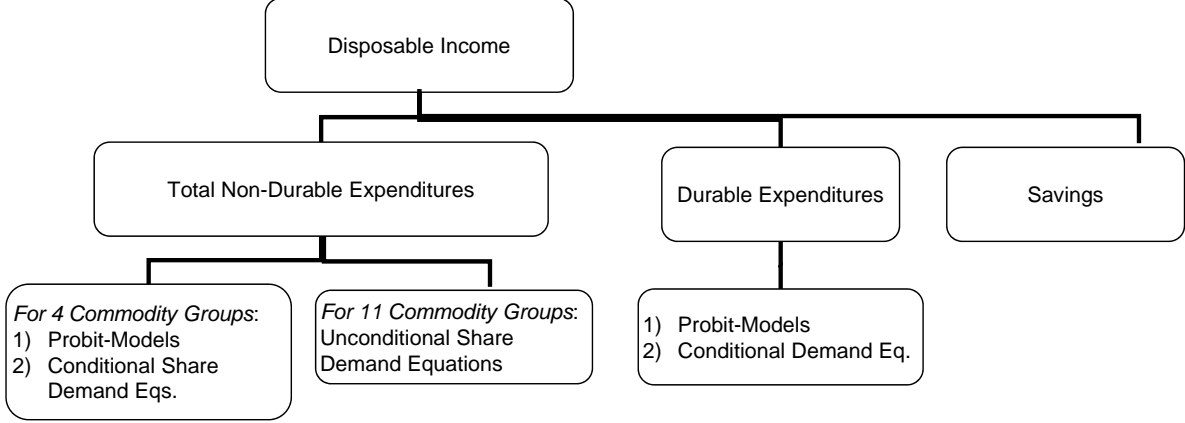 Disposable Income
Total Non-Durable Expenditures
Durable Expenditures
Savings
For 4 Commodity Groups:
1) Probit-Models
2) Conditional Share
Demand Eqs.
For 11 Commodity Groups:
Unconditional Share
Demand Equations
1) Probit-Models
2) Conditional Demand Eq.